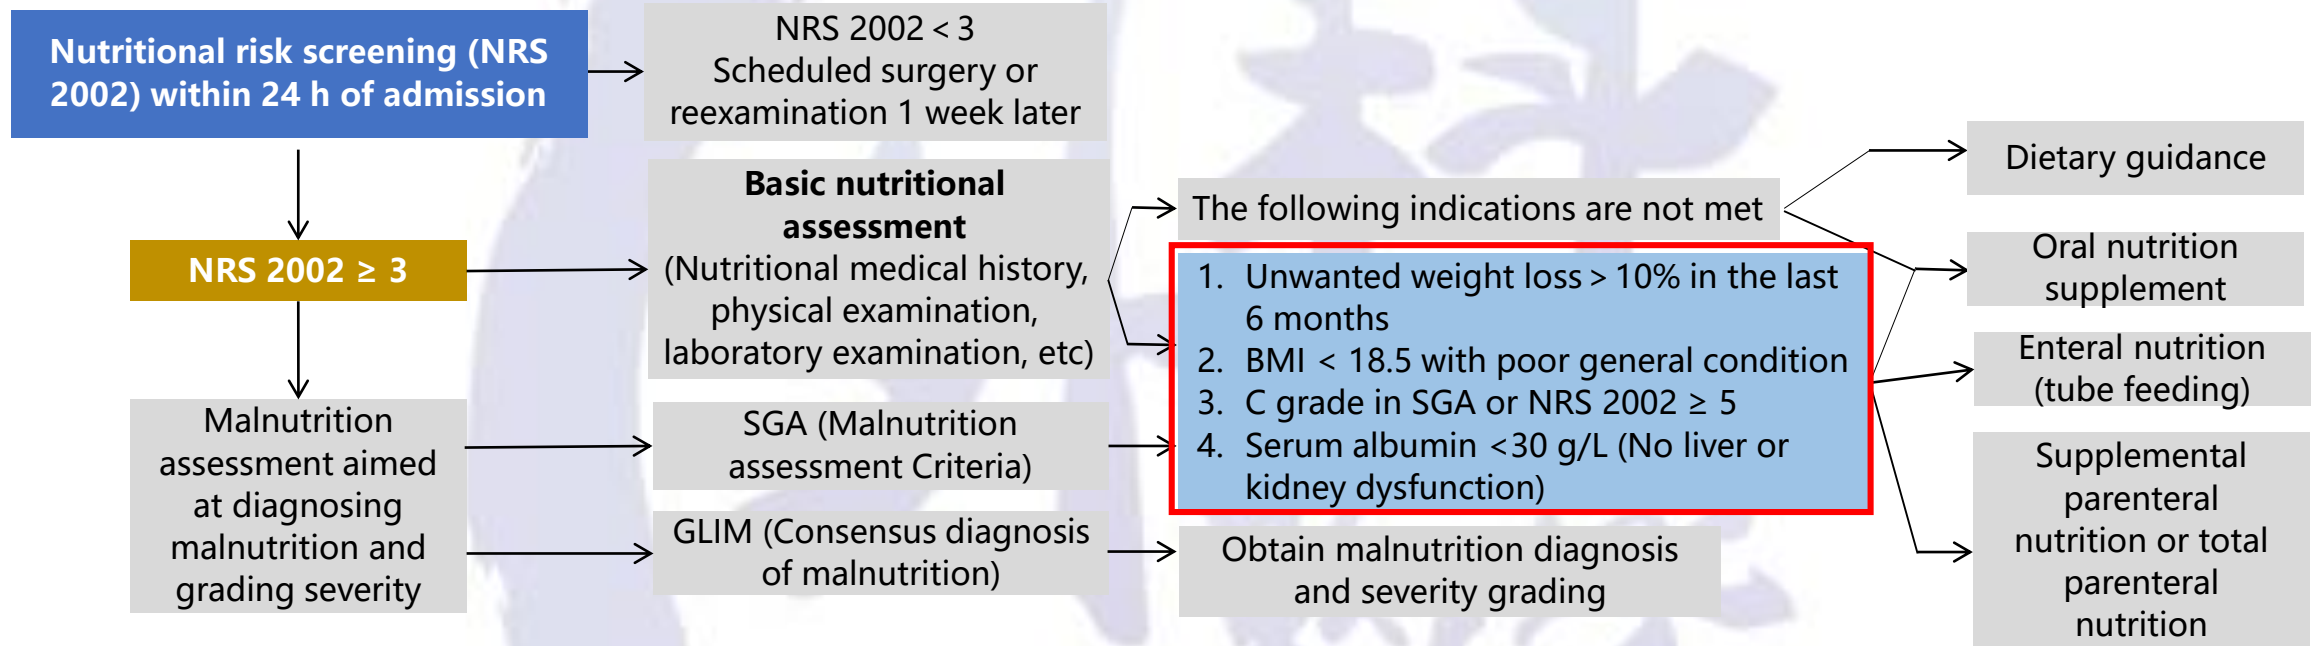 Nutritional risk screening (NRS
2002) within 24 h of admission
NRS 2002 < 3
Scheduled surgery or
reexamination 1 week later
NRS 2002 ≥ 3
Basic nutritional
assessment
(Nutritional medical history,
physical examination,
laboratory examination, etc)
The following indications are not met
1. Unwanted weight loss > 10% in the last
6 months
2. BMI < 18.5 with poor general condition
3. C grade in SGA or NRS 2002 ≥ 5
4. Serum albumin <30 g/L (No liver or
kidney dysfunction)
Dietary guidance
Oral nutrition
supplement
Enteral nutrition
(tube feeding)
Supplemental
parenteral
nutrition or total
parenteral
nutrition
Malnutrition
assessment aimed
at diagnosing
malnutrition and
grading severity
SGA (Malnutrition
assessment Criteria)
GLIM (Consensus diagnosis
of malnutrition)
Obtain malnutrition diagnosis
and severity grading